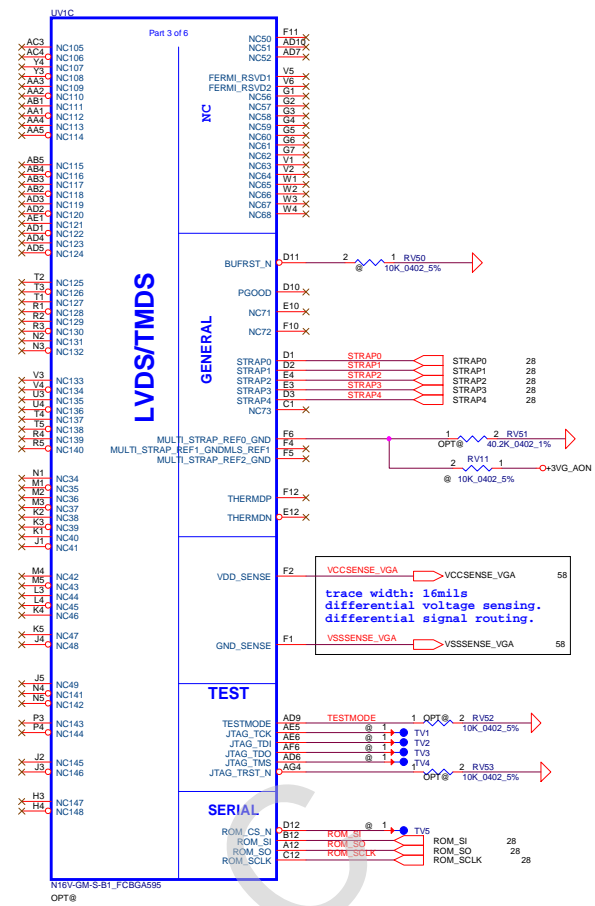 UV1C
Part 3 of 6
AC3 NC105
AC4 NC106
Y4 NC107
Y3 NC108
AA3 NC109
AA2 NC110
AB1 NC111
AA1 NC112
AA4 NC113
AA5 NC114
AB5 NC115
AB4 NC116
AB3 NC117
AB2 NC118
AD3 NC119
AD2 NC120
AE1 NC121
AD1 NC122
AD4 NC123
AD5 NC124
T2 NC125
T3 NC126
T1 NC127
R1 NC128
R2 NC129
R3 NC130
N2 NC131
N3 NC132
V3 NC133
V4 NC134
U3 NC135
U4 NC136
T4 NC137
T5 NC138
R4 NC139
R5 NC140
N1 NC34
M1 NC35
M2 NC36
M3 NC37
K2 NC38
K3 NC39
K1 NC40
J1 NC41
M4 NC42
M5 NC43
L3 NC44
L4 NC45
K4 NC46
K5 NC47
J4 NC48
J5 NC49
N4 NC141
N5 NC142
P3 NC143
P4 NC144
J2 NC145
J3 NC146
H3 NC147
H4 NC148
LVDS/TMDS
NC
NC50 F11
NC51 AD10
NC52 AD7
FERMI_RSVD1 V5
FERMI_RSVD2 V6
NC56 G1
NC57 G2
NC58 G3
NC59 G4
NC60 G5
NC61 G6
NC62 G7
NC63 V1
NC64 V2
NC65 W1
NC66 W2
NC67 W3
NC68 W4
GENERAL
BUFRST_N D11 2 1 RV50
@ 10K_0402_5%
PGOOD D10
NC71 E10
NC72 F10
STRAP0 D1 STRAP0 STRAP0 28
STRAP1 D2 STRAP1 STRAP1 28
STRAP2 E4 STRAP2 STRAP2 28
STRAP3 E3 STRAP3 STRAP3 28
STRAP4 D3 STRAP4 STRAP4 28
NC73 C1
MULTI_STRAP_REF0_GND F6 1 2 RV51
OPT@ 40.2K_0402_1%
MULTI_STRAP_REF1_GNDMLS_REF1 F4
MULTI_STRAP_REF2_GND F5
2 1 RV11 +3VG_AON
@ 10K_0402_5%
THERMDP F12
THERMDN E12
VDD_SENSE F2 VCCSENSE_VGA VCCSENSE_VGA 58
trace width: 16mils
differential voltage sensing.
differential signal routing.
GND_SENSE F1 VSSSENSE_VGA VSSSENSE_VGA 58
TEST
TESTMODE AD9 TESTMODE 1 OPT@ 2 RV52
10K_0402_5%
JTAG_TCK AE5 @ 1 TV1
JTAG_TDI AE6 @ 1 TV2
JTAG_TDO AF6 @ 1 TV3
JTAG_TMS AD6 @ 1 TV4
JTAG_TRST_N AG4 1 OPT@ 2 RV53
10K_0402_5%
SERIAL
ROM_CS_N D12 @ 1 TV5
ROM_SI B12 ROM_SI ROM_SI 28
ROM_SO A12 ROM_SO ROM_SO 28
ROM_SCLK C12 ROM_SCLK ROM_SCLK 28
N16V-GM-S-B1_FCBGA595
OPT@